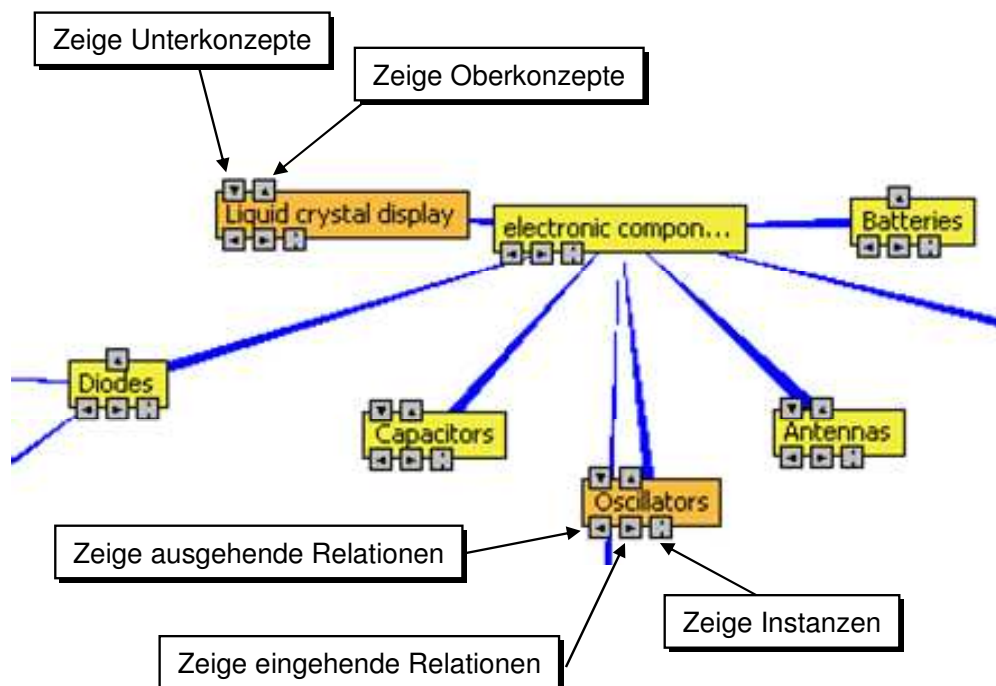 Zeige Unterkonzepte
Zeige Oberkonzepte
Liquid crystal display
electronic compon...
Batteries
Diodes
Capacitors
Antennas
Oscillators
Zeige ausgehende Relationen
Zeige Instanzen
Zeige eingehende Relationen